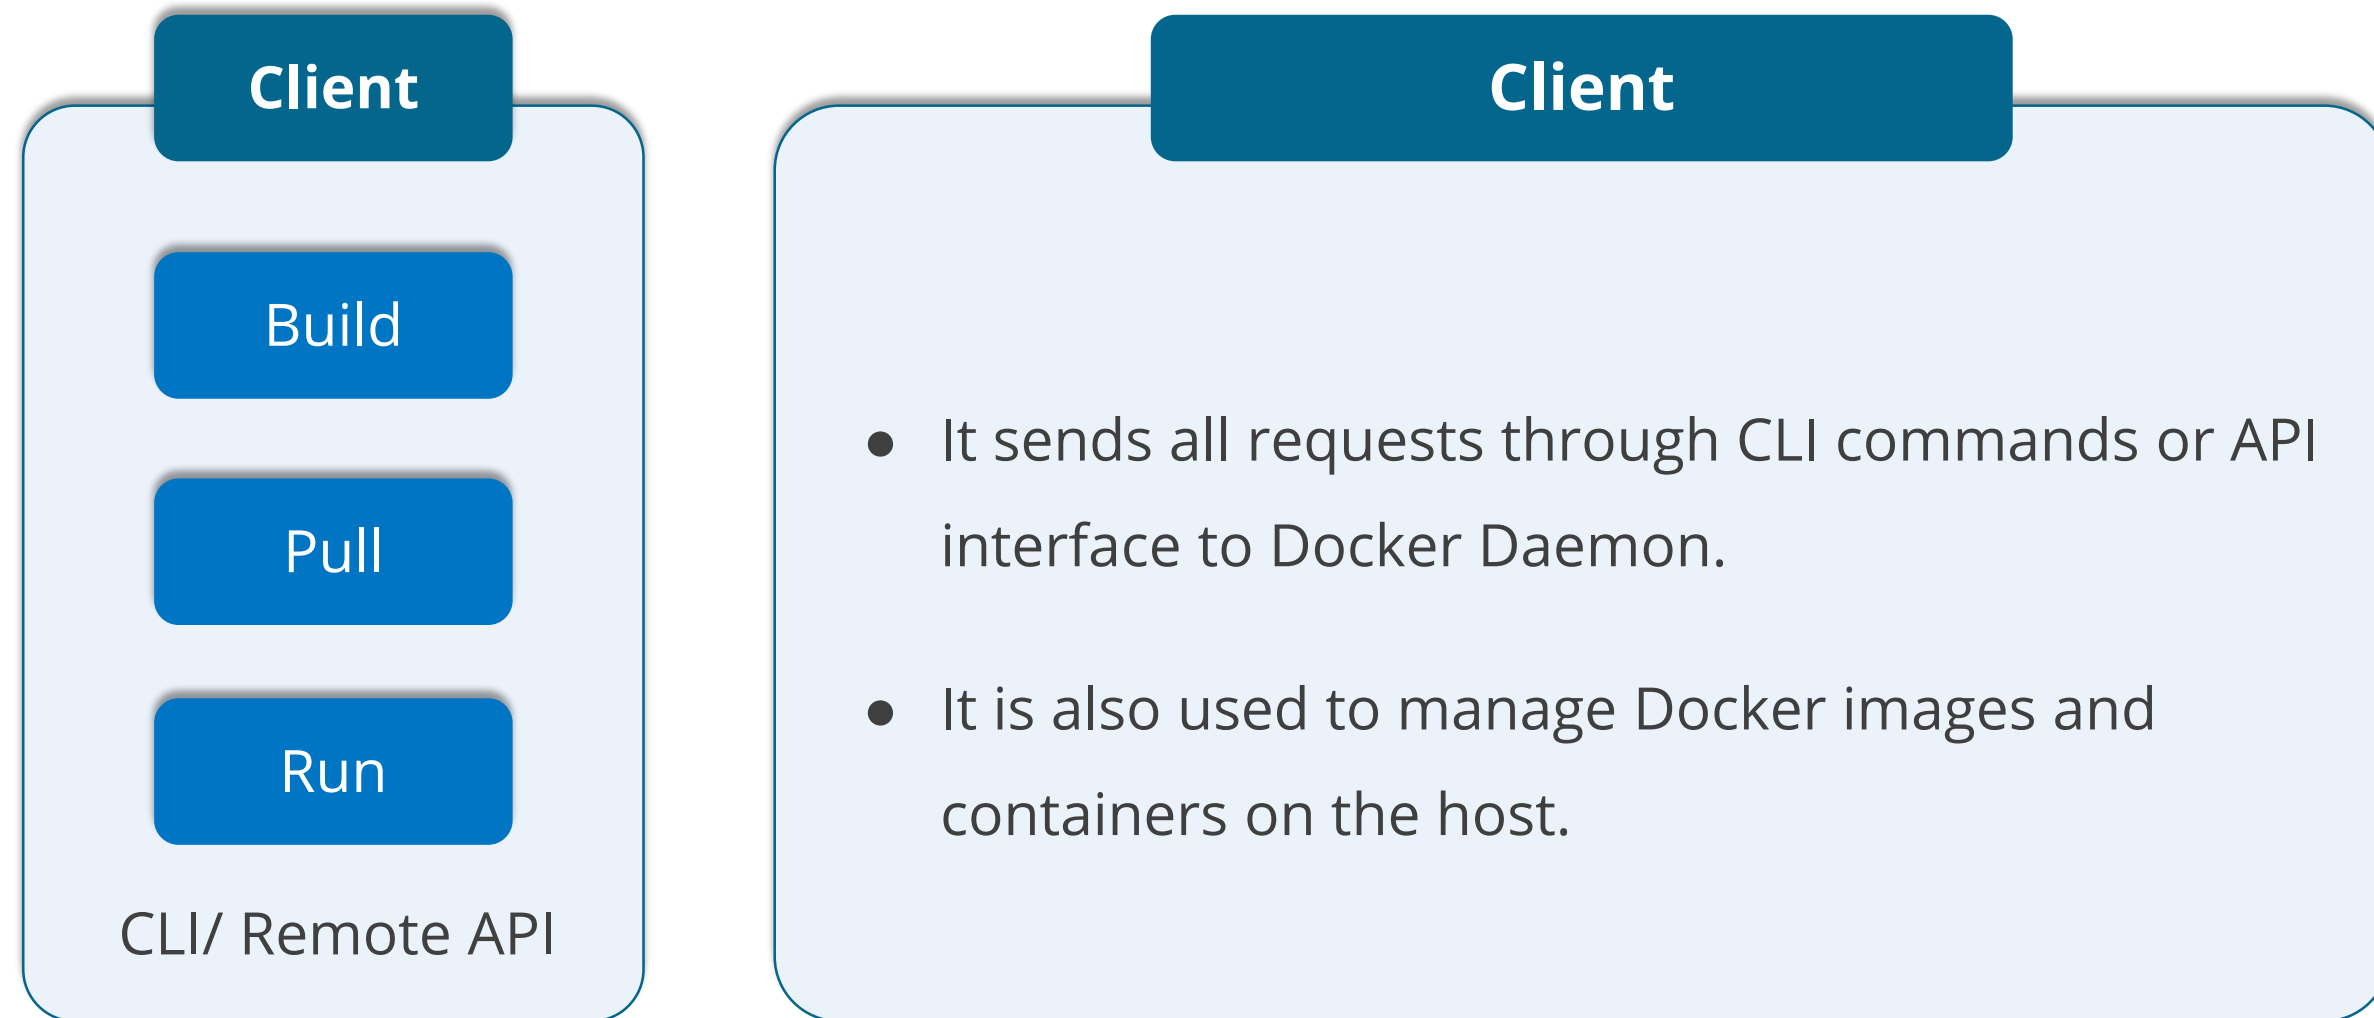 Client
Build
Pull
Run
CLI/ Remote API
Client
● It sends all requests through CLI commands or API
interface to Docker Daemon.
● It is also used to manage Docker images and
containers on the host.